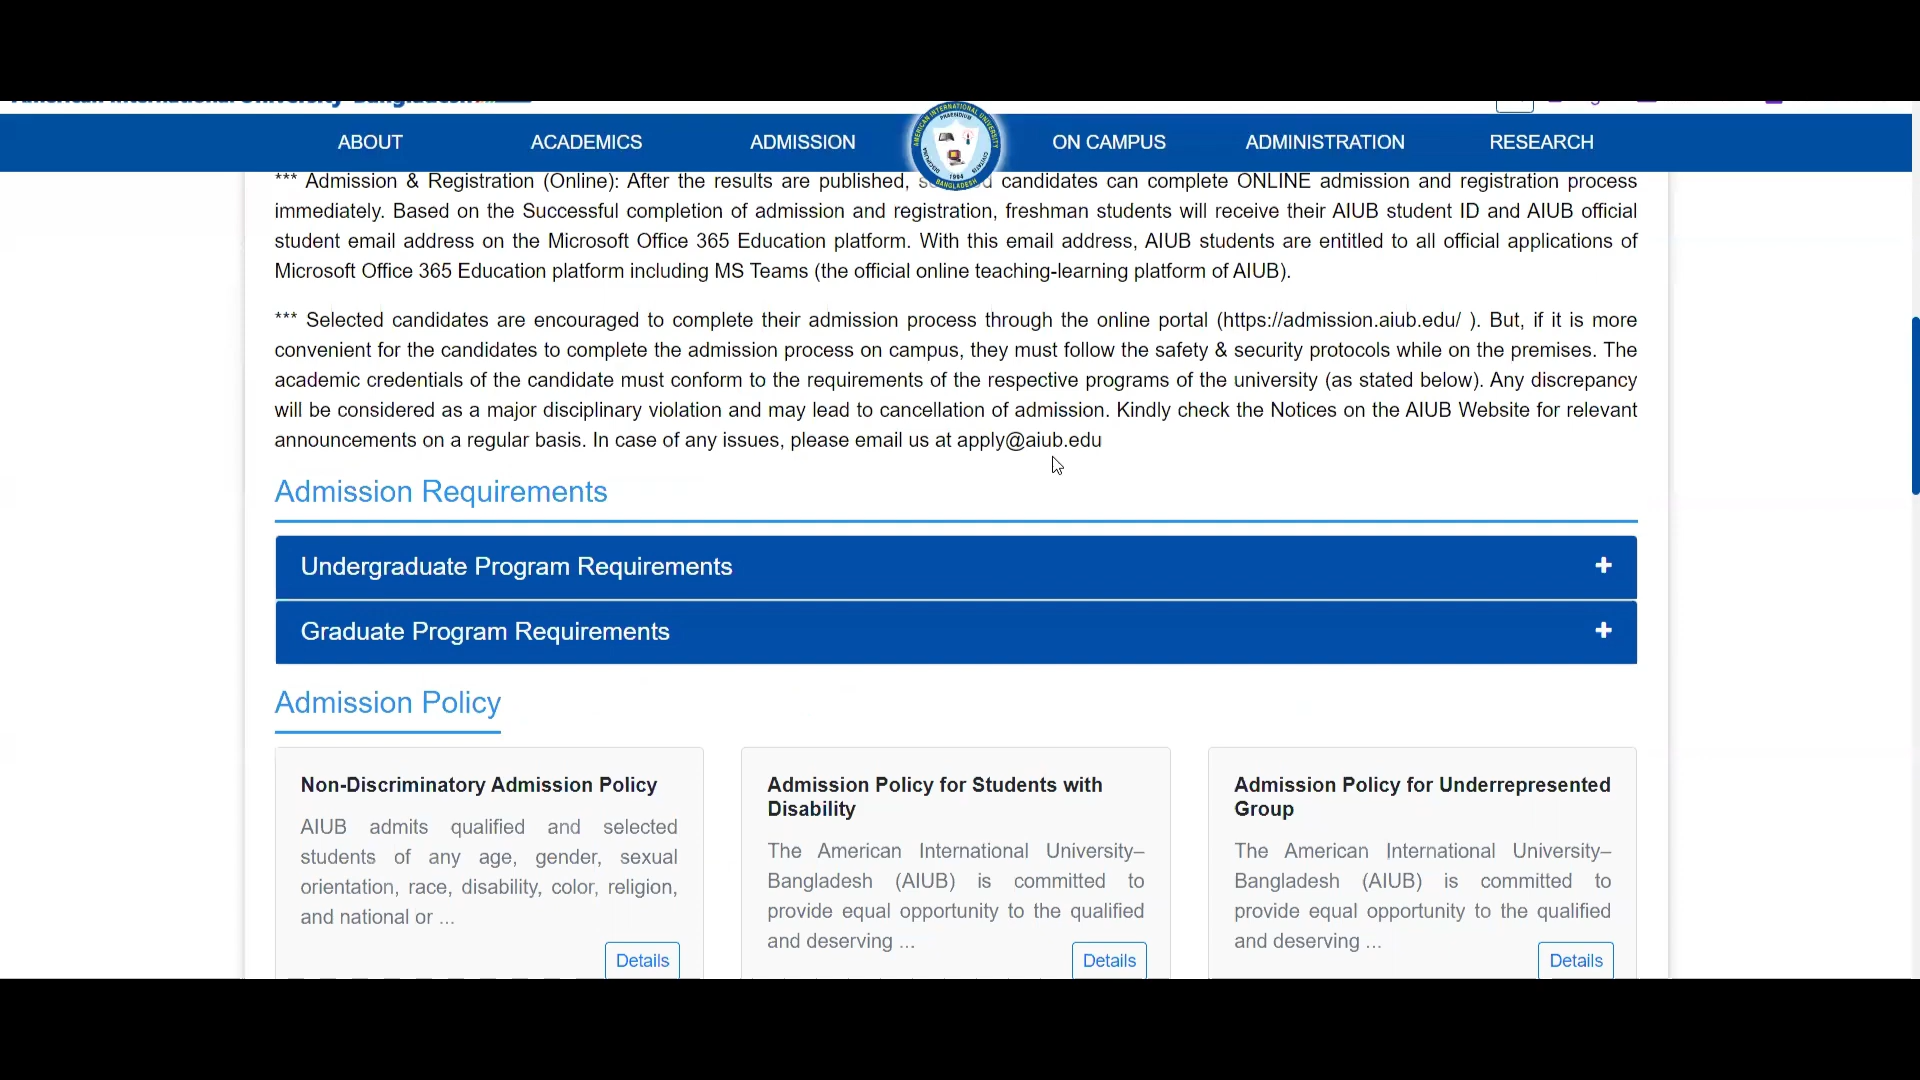 American International University-Bangladesh
ABOUT
ACADEMICS
ADMISSION
ON CAMPUS
ADMINISTRATION
RESEARCH
AMERICAN INTERNATIONAL UNIVERSITY
PRAESIDIUM
1994
BANGLADESH
*** Admission & Registration (Online): After the results are published, candidates can complete ONLINE admission and registration process
immediately. Based on the Successful completion of admission and registration, freshman students will receive their AIUB student ID and AIUB official
student email address on the Microsoft Office 365 Education platform. With this email address, AIUB students are entitled to all official applications of
Microsoft Office 365 Education platform including MS Teams (the official online teaching-learning platform of AIUB).
*** Selected candidates are encouraged to complete their admission process through the online portal (https://admission.aiub.edu/ ). But, if it is more
convenient for the candidates to complete the admission process on campus, they must follow the safety & security protocols while on the premises. The
academic credentials of the candidate must conform to the requirements of the respective programs of the university (as stated below). Any discrepancy
will be considered as a major disciplinary violation and may lead to cancellation of admission. Kindly check the Notices on the AIUB Website for relevant
announcements on a regular basis. In case of any issues, please email us at apply@aiub.edu
Admission Requirements
Undergraduate Program Requirements +
Graduate Program Requirements +
Admission Policy
Non-Discriminatory Admission Policy
AIUB admits qualified and selected
students of any age, gender, sexual
orientation, race, disability, color, religion,
and national or ...
Details
Admission Policy for Students with
Disability
The American International University–
Bangladesh (AIUB) is committed to
provide equal opportunity to the qualified
and deserving ...
Details
Admission Policy for Underrepresented
Group
The American International University–
Bangladesh (AIUB) is committed to
provide equal opportunity to the qualified
and deserving ...
Details